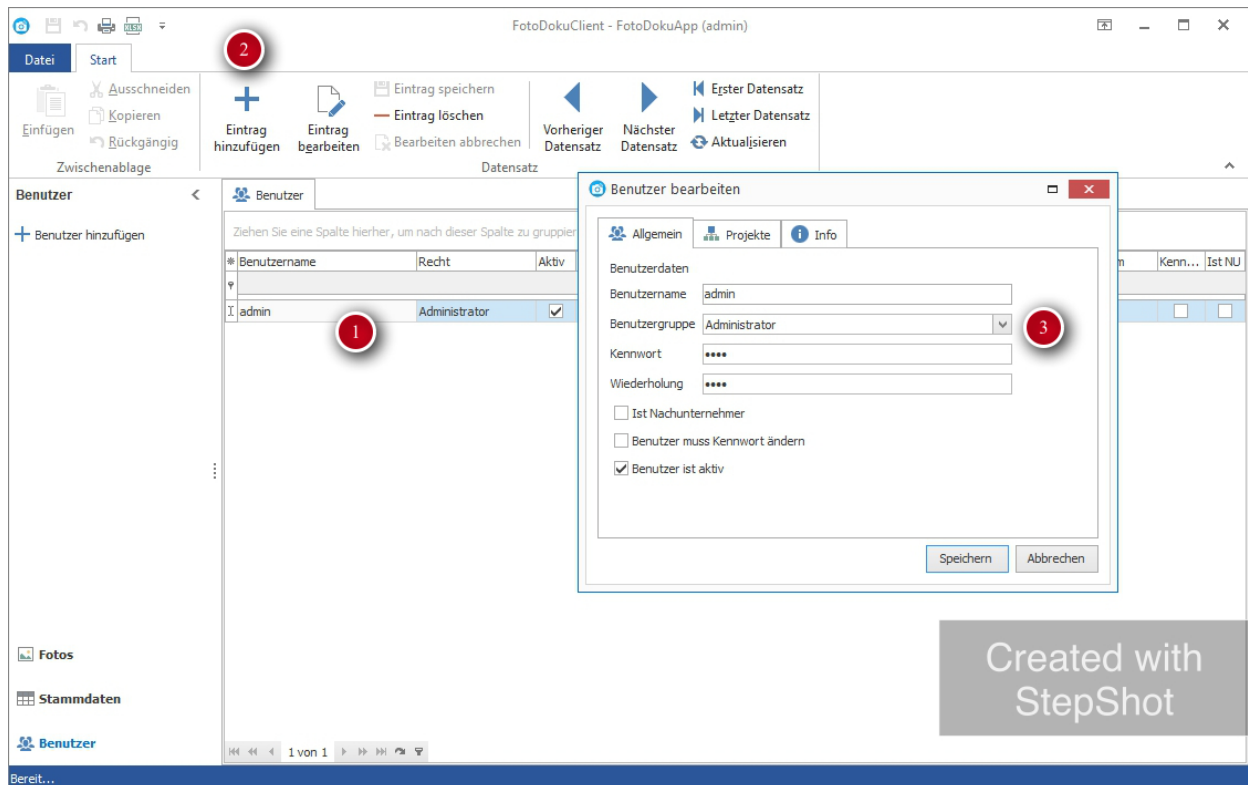 FotoDokuClient - FotoDokuApp (admin)
XLSX
Datei
Start
2
Einfügen
Ausschneiden
Kopieren
Rückgängig
Zwischenablage
Eintrag
hinzufügen
Eintrag
bearbeiten
Eintrag speichern
Eintrag löschen
Bearbeiten abbrechen
Vorheriger
Datensatz
Nächster
Datensatz
Erster Datensatz
Letzter Datensatz
Aktualisieren
Datensatz
Benutzer
Benutzer hinzufügen
Benutzer
Ziehen Sie eine Spalte hierher, um nach dieser Spalte zu gruppier
Benutzername Recht Aktiv Kenn... Ist NU
admin Administrator
1
Benutzer bearbeiten
Allgemein Projekte Info
Benutzerdaten
Benutzername admin
Benutzergruppe Administrator
3
Kennwort ••••
Wiederholung ••••
Ist Nachunternehmer
Benutzer muss Kennwort ändern
Benutzer ist aktiv
Speichern Abbrechen
Fotos
Stammdaten
Benutzer
1 von 1
Created with
StepShot
Bereit...